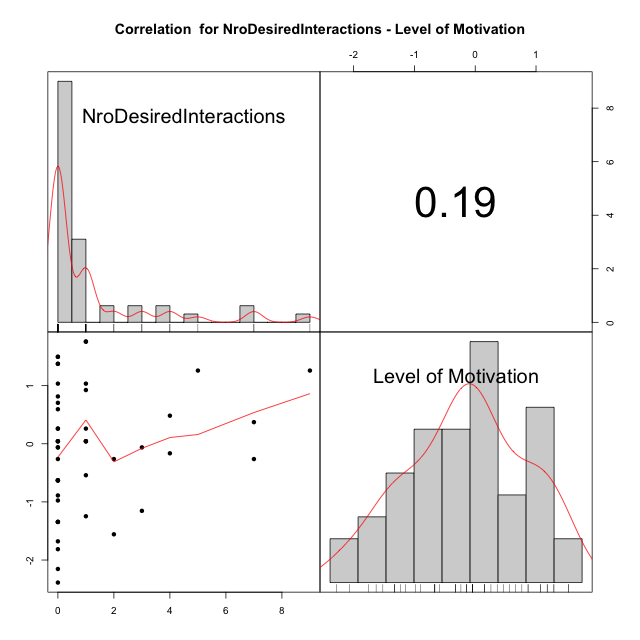 Correlation  for NroDesiredInteractions - Level of Motivation
-2 -1 0 1
NroDesiredInteractions
0.19
8
6
4
2
0
Level of Motivation
1
0
-1
-2
0 2 4 6 8